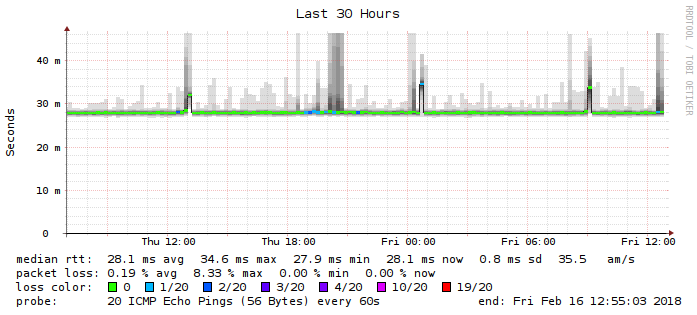 Last 30 Hours
RRDTOOL / TOBI OETIKER
Seconds
40 m
30 m
20 m
10 m
0
Thu 12:00 Thu 18:00 Fri 00:00 Fri 06:00 Fri 12:00
median rtt: 28.1 ms avg 34.6 ms max 27.9 ms min 28.1 ms now 0.8 ms sd 35.5 am/s
packet loss: 0.19 % avg 8.33 % max 0.00 % min 0.00 % now
loss color: 0 1/20 2/20 3/20 4/20 10/20 19/20
probe: 20 ICMP Echo Pings (56 Bytes) every 60s end: Fri Feb 16 12:55:03 2018